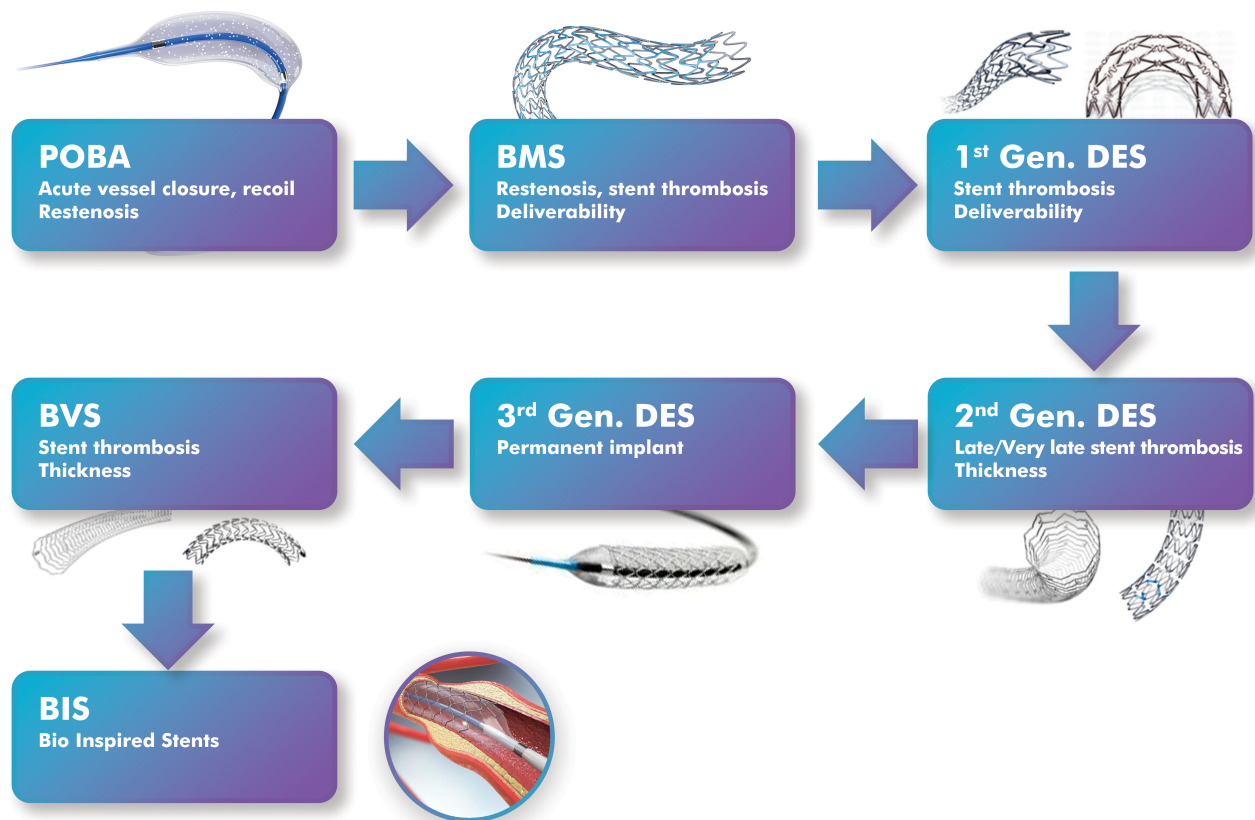 POBA
Acute vessel closure, recoil
Restenosis
BMS
Restenosis, stent thrombosis
Deliverability
1st Gen. DES
Stent thrombosis
Deliverability
2nd Gen. DES
Late/Very late stent thrombosis
Thickness
3rd Gen. DES
Permanent implant
BVS
Stent thrombosis
Thickness
BIS
Bio Inspired Stents